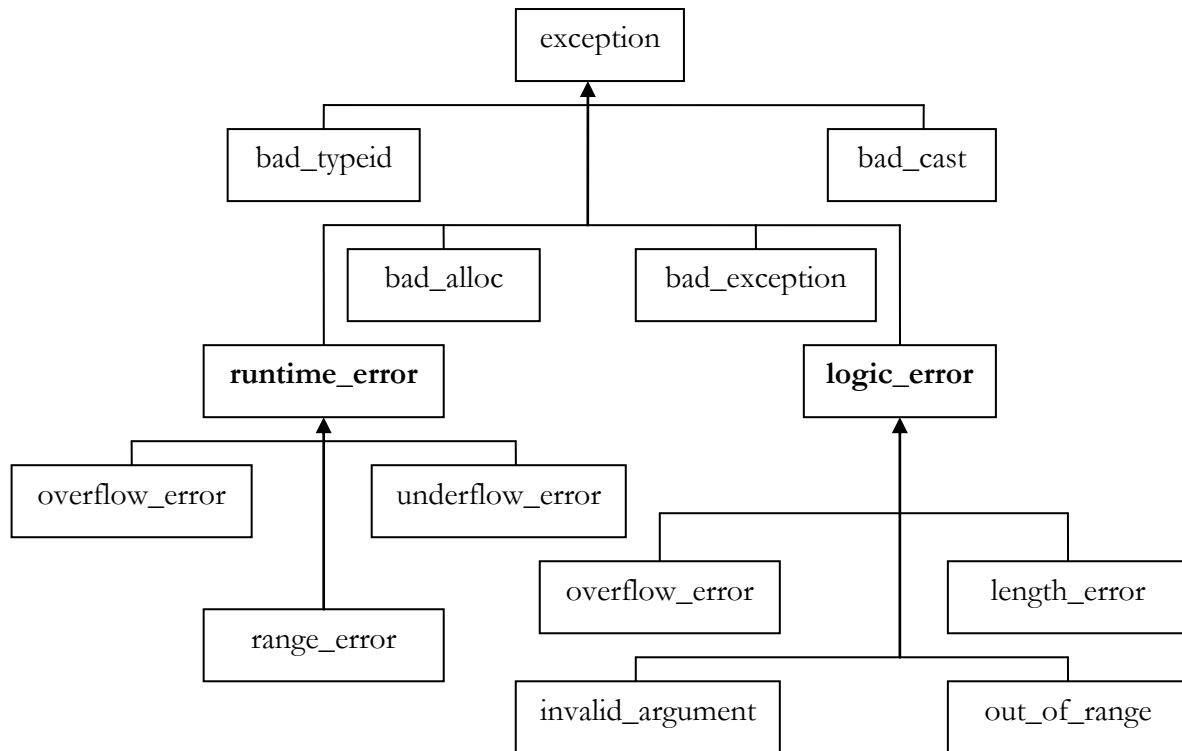 exception
bad_typeid
bad_cast
bad_alloc
bad_exception
runtime_error
logic_error
overflow_error
underflow_error
overflow_error
length_error
range_error
invalid_argument
out_of_range